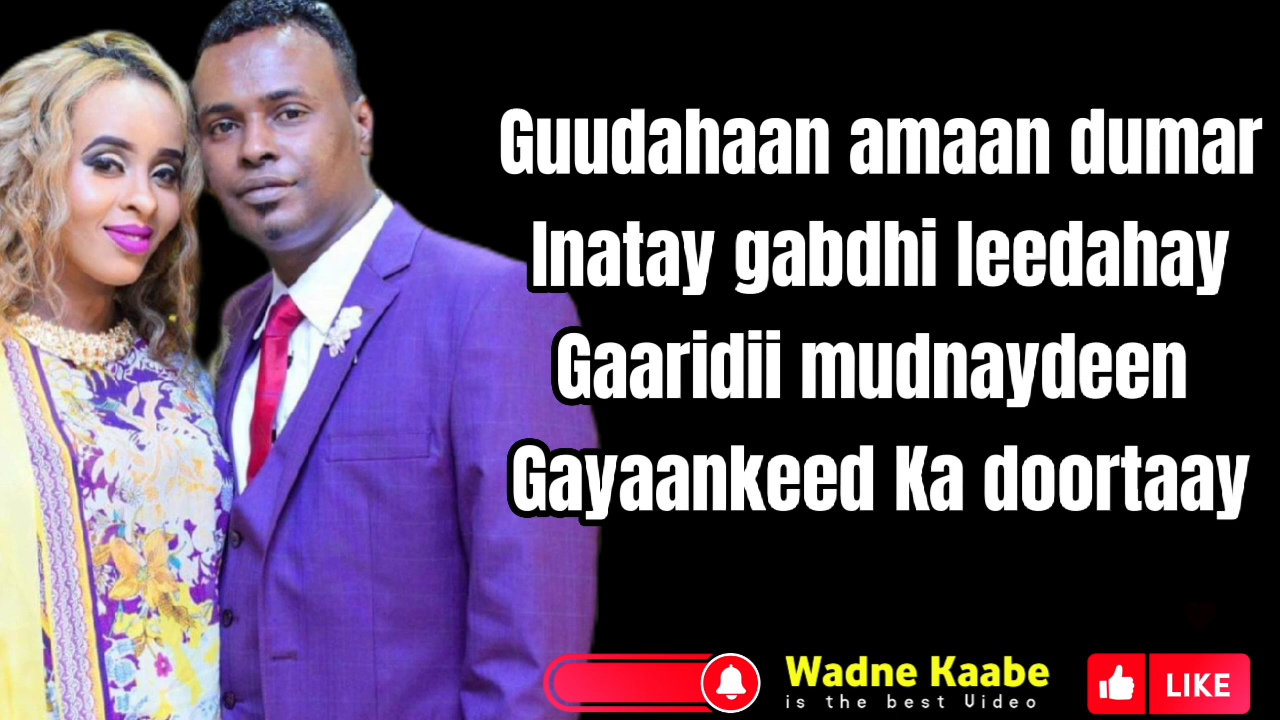 Guudahaan amaan dumar
Inatay gabdhi leedahay
Gaaridii mudnaydeen
Gayaankeed Ka doortaay
Wadne Kaabe
is the best Video
LIKE